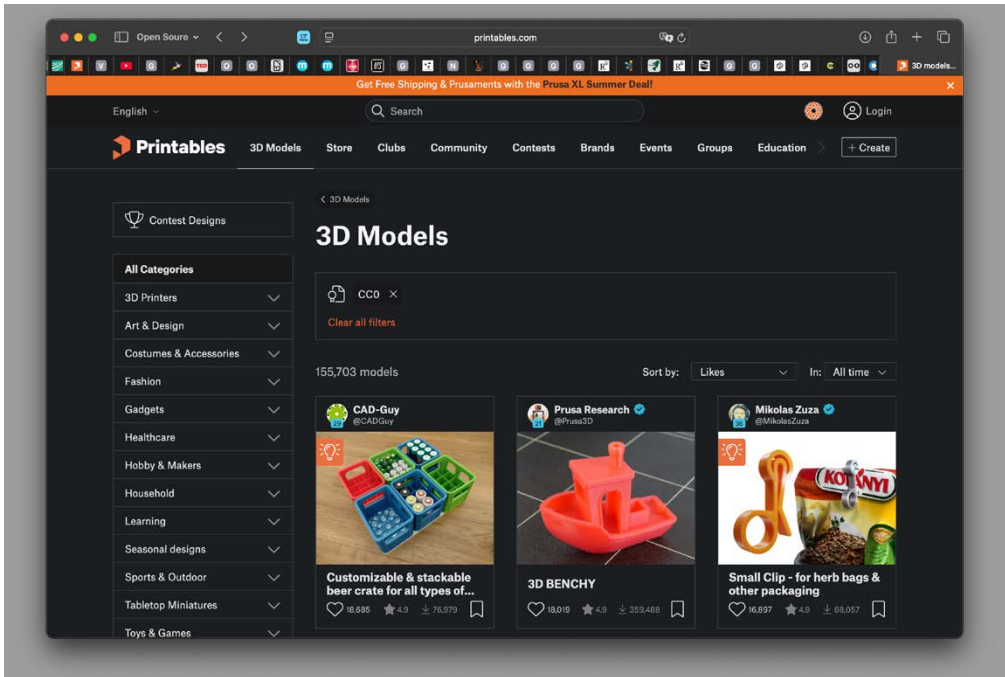 Open Soure
printables.com
TED
3D models...
Get Free Shipping & Prusaments with the Prusa XL Summer Deal!
English
Search
Login
Printables
3D Models
Store
Clubs
Community
Contests
Brands
Events
Groups
Education
+ Create
Contest Designs
All Categories
3D Printers
Art & Design
Costumes & Accessories
Fashion
Gadgets
Healthcare
Hobby & Makers
Household
Learning
Seasonal designs
Sports & Outdoor
Tabletop Miniatures
Toys & Games
3D Models
3D Models
CC0
Clear all filters
155,703 models
Sort by:
Likes
In:
All time
CAD-Guy
@CADGuy
29
Customizable &
stackable
beer crate for all
types of...
18,685
4.9
76,979
Prusa Research
@Prusa3D
21
3D BENCHY
18,019
4.9
359,488
Mikolas Zuza
@MikolasZuza
36
KOTÁNYI
Small Clip - for herb bags &
other packaging
16,897
4.9
68,057